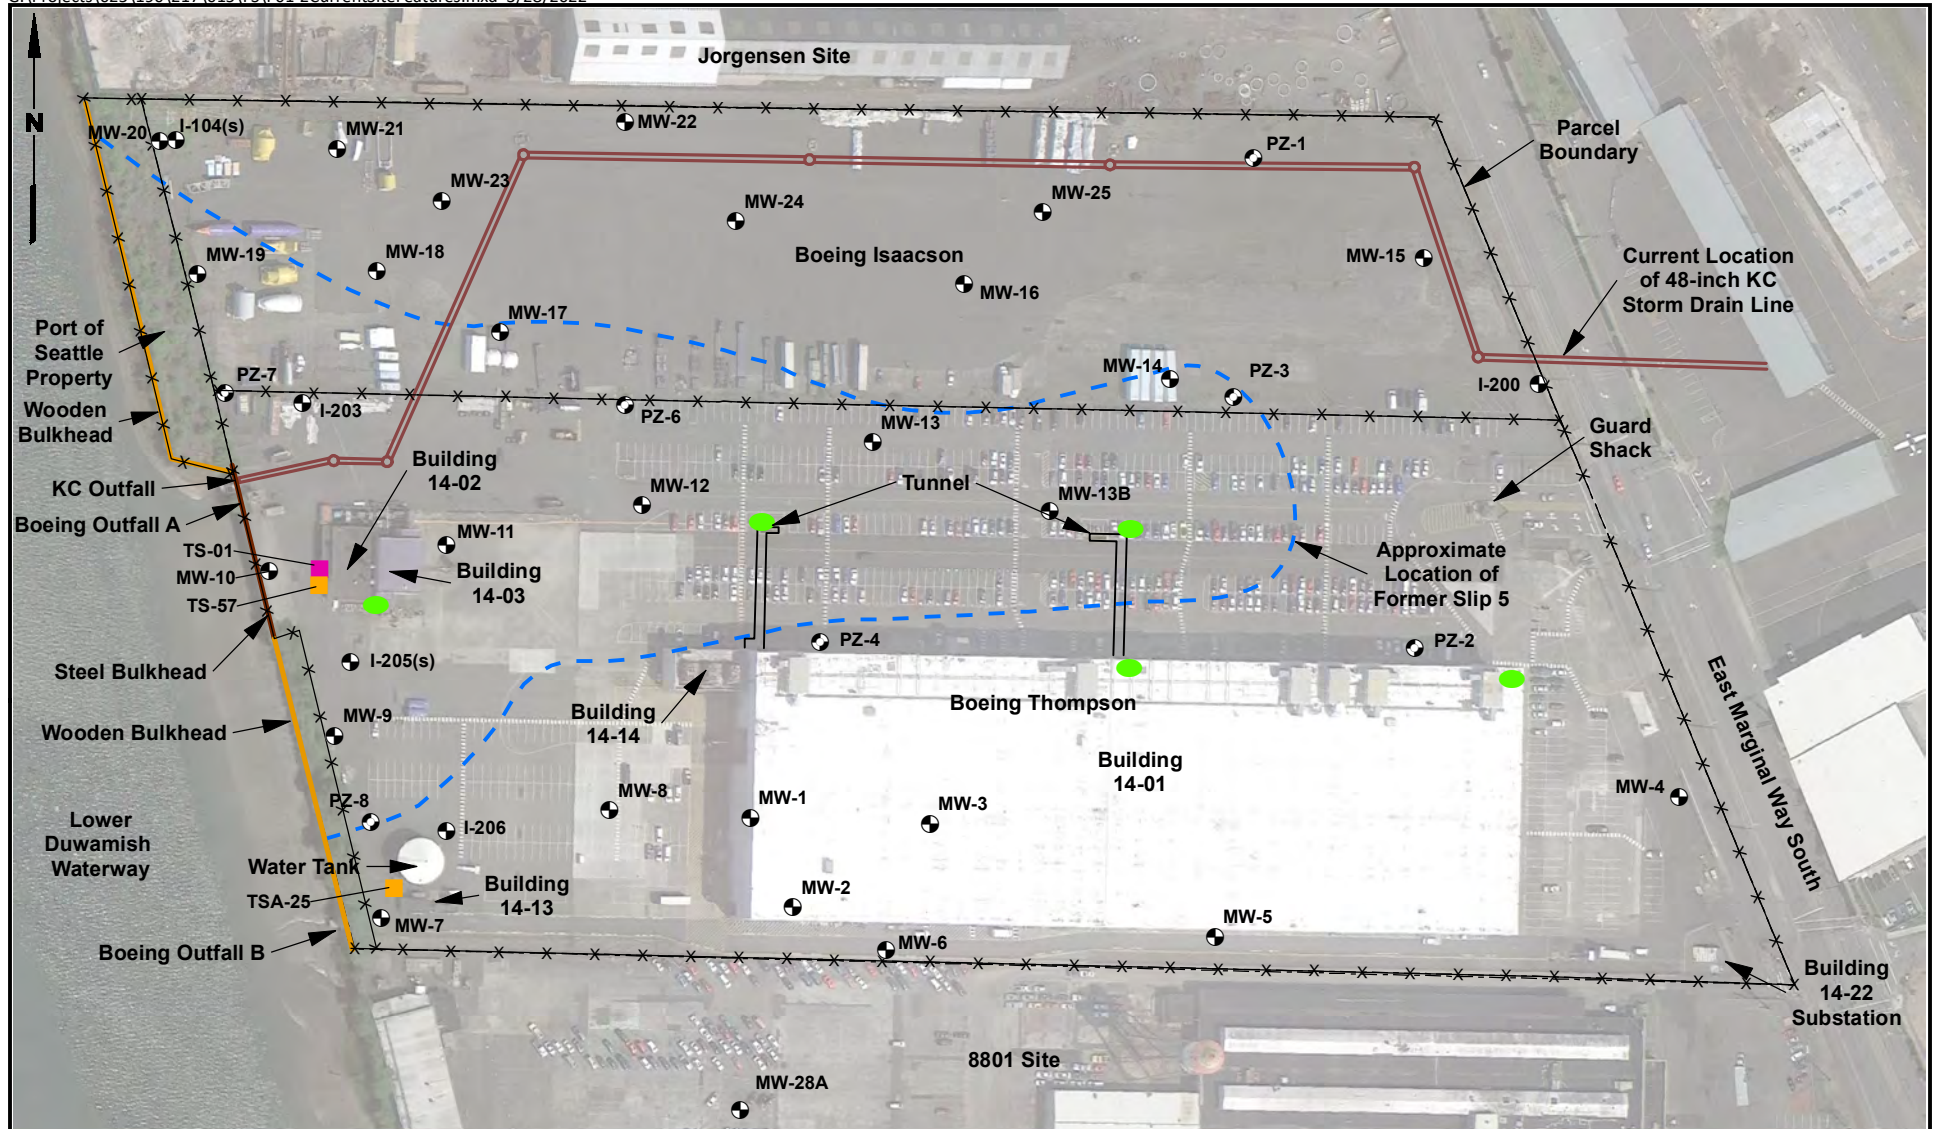 Jorgensen Site
N
MW-20
I-104(s)
MW-21
MW-22
PZ-1
Parcel
Boundary
MW-23
MW-24
MW-25
MW-19
MW-18
Boeing Isaacson
MW-15
Current Location
of 48-inch KC
Storm Drain Line
MW-16
MW-17
Port of
Seattle
Property
PZ-7
MW-14
PZ-3
I-200
Wooden
Bulkhead
I-203
PZ-6
MW-13
Guard
Shack
Building
14-02
KC Outfall
MW-12
Tunnel
MW-13B
Boeing Outfall A
MW-11
TS-01
MW-10
TS-57
Building
14-03
Approximate
Location of
Former Slip 5
PZ-4
PZ-2
I-205(s)
Steel Bulkhead
East Marginal Way South
Boeing Thompson
Building
14-14
MW-9
Wooden Bulkhead
Building
14-01
MW-8
MW-1
MW-3
MW-4
PZ-8
I-206
Lower
Duwamish
Waterway
Water Tank
Building
14-13
TSA-25
MW-2
MW-7
MW-5
MW-6
Boeing Outfall B
Building
14-22
Substation
8801 Site
MW-28A